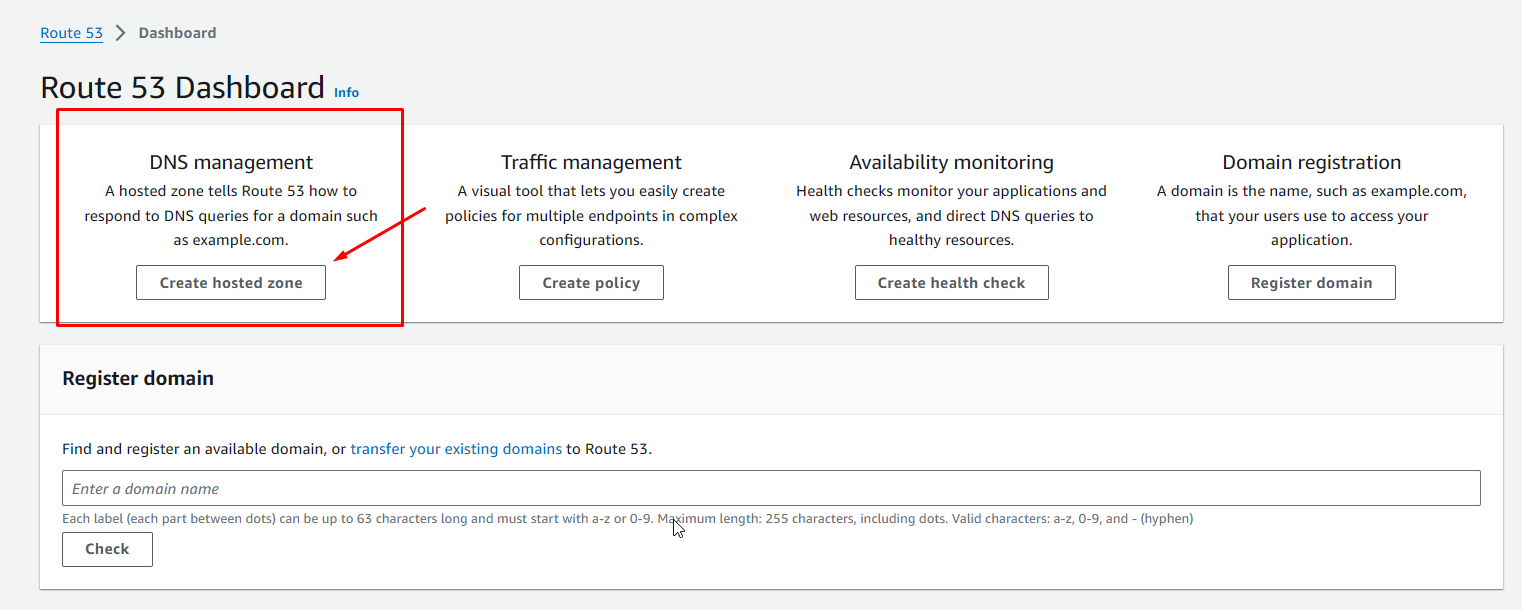 Route 53 > Dashboard
Route 53 Dashboard Info
DNS management
A hosted zone tells Route 53 how to
respond to DNS queries for a domain such
as example.com.
Create hosted zone
Traffic management
A visual tool that lets you easily create
policies for multiple endpoints in complex
configurations.
Create policy
Availability monitoring
Health checks monitor your applications and
web resources, and direct DNS queries to
healthy resources.
Create health check
Domain registration
A domain is the name, such as example.com,
that your users use to access your
application.
Register domain
Register domain
Find and register an available domain, or transfer your existing domains to Route 53.
Enter a domain name
Each label (each part between dots) can be up to 63 characters long and must start with a-z or 0-9. Maximum length: 255 characters, including dots. Valid characters: a-z, 0-9, and - (hyphen)
Check